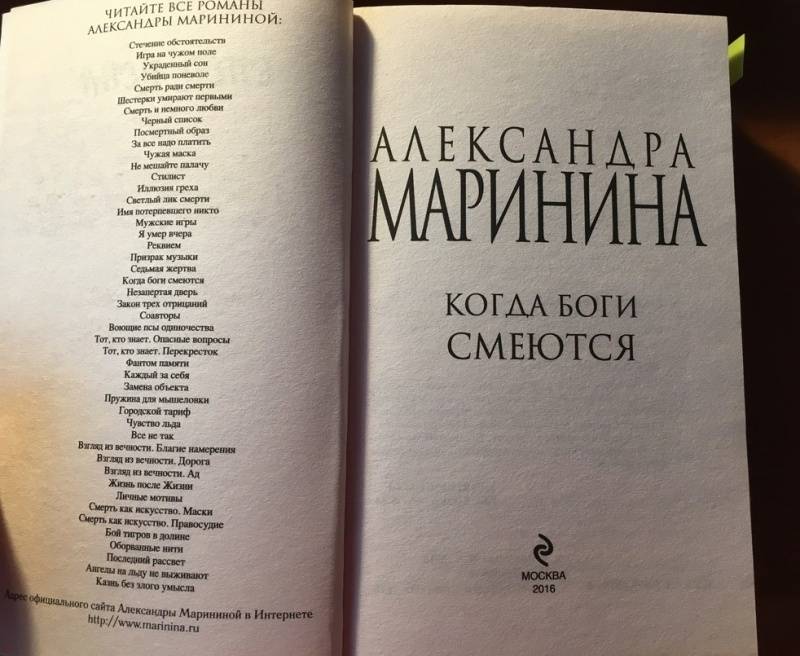 ЧИТАЙТЕ ВСЕ РОМАНЫ
АЛЕКСАНДРЫ МАРИНИНОЙ:
Стечение обстоятельств
Игра на чужом поле
Украденный сон
Убийца поневоле
Смерть ради смерти
Шестерки умирают первыми
Смерть и немного любви
Черный список
Посмертный образ
За все надо платить
Чужая маска
Не мешайте палачу
Стилист
Иллюзия греха
Светлый лик смерти
Имя потерпевшего никто
Мужские игры
Я умер вчера
Реквием
Призрак музыки
Седьмая жертва
Когда боги смеются
Незапертая дверь
Закон трех отрицаний
Соавторы
Воющие псы одиночества
Тот, кто знает. Опасные вопросы
Тот, кто знает. Перекресток
Фантом памяти
Каждый за себя
Замена объекта
Пружина для мышеловки
Городской тариф
Чувство льда
Все не так
Взгляд из вечности. Благие намерения
Взгляд из вечности. Дорога
Взгляд из вечности. Ад
Жизнь после Жизни
Личные мотивы
Смерть как искусство. Маски
Смерть как искусство. Правосудие
Бой тигров в долине
Оборванные нити
Последний рассвет
Ангелы на льду не выживают
Казнь без злого умысла
Адрес официального сайта Александры Марининой в Интернете
http://www.marinina.ru
АЛЕКСАНДРА
МАРИНИНА
КОГДА БОГИ
СМЕЮТСЯ
МОСКВА
2016